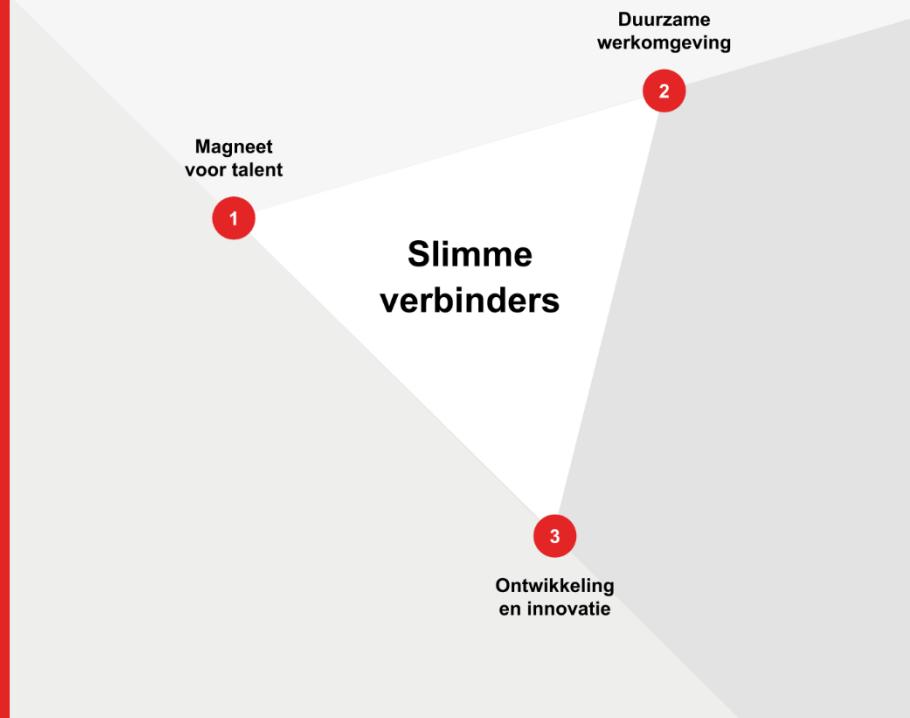 Duurzame
werkomgeving
2
Magneet
voor talent
1
Slimme
verbinders
3
Ontwikkeling
en innovatie